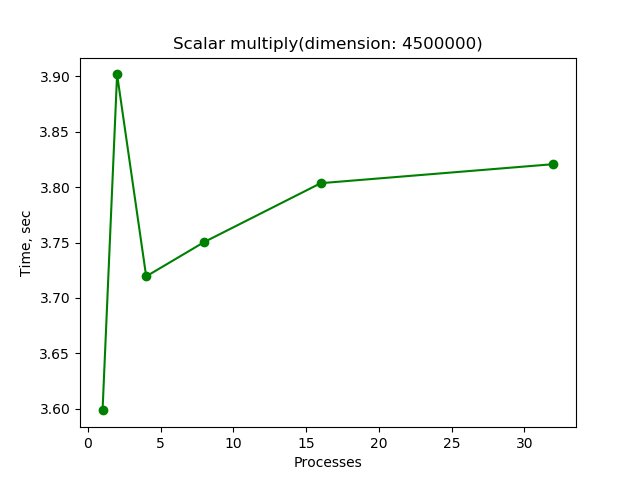 Scalar multiply(dimension: 4500000)
3.90
3.85
3.80
3.75
3.70
3.65
3.60
Time, sec
0 5 10 15 20 25 30
Processes